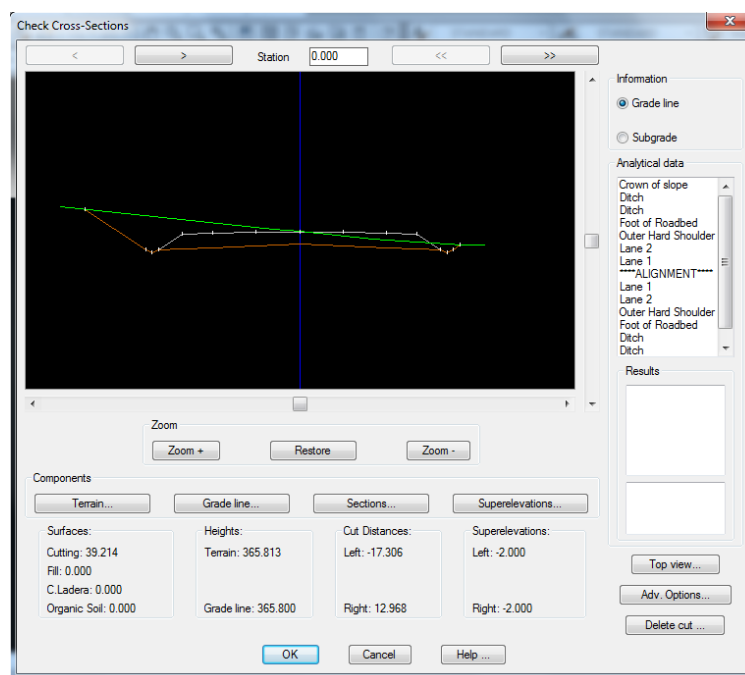 Check Cross-Sections
< > Station 0.000 << >>
Information
Grade line
Subgrade
Analytical data
Crown of slope
Ditch
Ditch
Foot of Roadbed
Outer Hard Shoulder
Lane 2
Lane 1
****ALIGNMENT****
Lane 1
Lane 2
Outer Hard Shoulder
Foot of Roadbed
Ditch
Ditch
Results
Zoom
Zoom + Restore Zoom -
Components
Terrain... Grade line... Sections... Superelevations...
Surfaces: Heights: Cut Distances: Superelevations:
Cutting: 39.214 Terrain: 365.813 Left: -17.306 Left: -2.000
Fill: 0.000
C.Ladera: 0.000
Organic Soil: 0.000 Grade line: 365.800 Right: 12.968 Right: -2.000
Top view...
Adv. Options...
Delete cut ...
OK Cancel Help ...